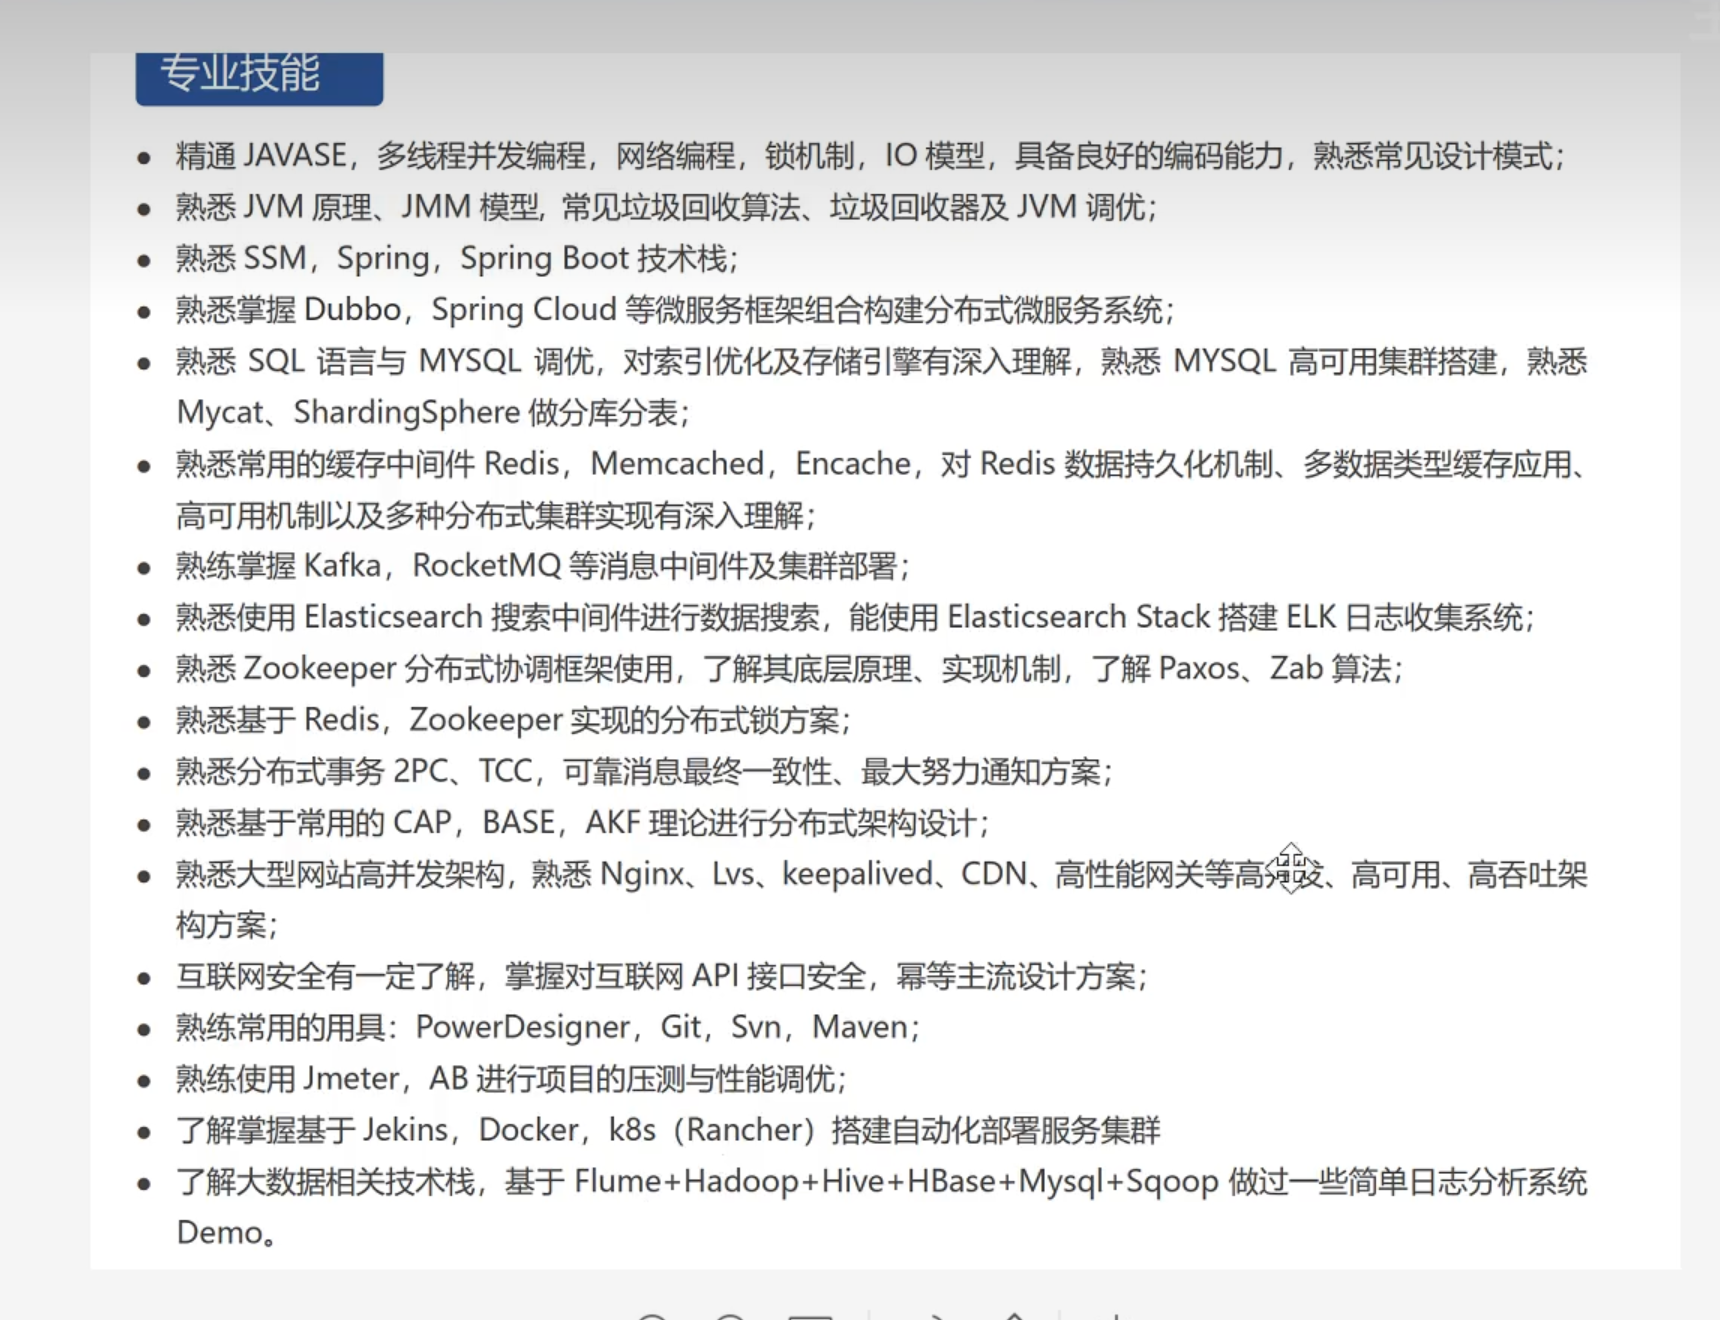 专业技能
精通 JAVASE，多线程并发编程，网络编程，锁机制，IO 模型，具备良好的编码能力，熟悉常见设计模式；
熟悉 JVM 原理、JMM 模型, 常见垃圾回收算法、垃圾回收器及 JVM 调优；
熟悉 SSM，Spring，Spring Boot 技术栈；
熟悉掌握 Dubbo，Spring Cloud 等微服务框架组合构建分布式微服务系统；
熟悉 SQL 语言与 MYSQL 调优，对索引优化及存储引擎有深入理解，熟悉 MYSQL 高可用集群搭建，熟悉
Mycat、ShardingSphere 做分库分表；
熟悉常用的缓存中间件 Redis，Memcached，Encache，对 Redis 数据持久化机制、多数据类型缓存应用、
高可用机制以及多种分布式集群实现有深入理解；
熟练掌握 Kafka，RocketMQ 等消息中间件及集群部署；
熟悉使用 Elasticsearch 搜索中间件进行数据搜索，能使用 Elasticsearch Stack 搭建 ELK 日志收集系统；
熟悉 Zookeeper 分布式协调框架使用，了解其底层原理、实现机制，了解 Paxos、Zab 算法；
熟悉基于 Redis，Zookeeper 实现的分布式锁方案；
熟悉分布式事务 2PC、TCC，可靠消息最终一致性、最大努力通知方案；
熟悉基于常用的 CAP，BASE，AKF 理论进行分布式架构设计；
熟悉大型网站高并发架构，熟悉 Nginx、Lvs、keepalived、CDN、高性能网关等高并发、高可用、高吞吐架
构方案；
互联网安全有一定了解，掌握对互联网 API 接口安全，幂等主流设计方案；
熟练常用的用具：PowerDesigner，Git，Svn，Maven；
熟练使用 Jmeter，AB 进行项目的压测与性能调优；
了解掌握基于 Jekins，Docker，k8s（Rancher）搭建自动化部署服务集群
了解大数据相关技术栈，基于 Flume+Hadoop+Hive+HBase+Mysql+Sqoop 做过一些简单日志分析系统
Demo。